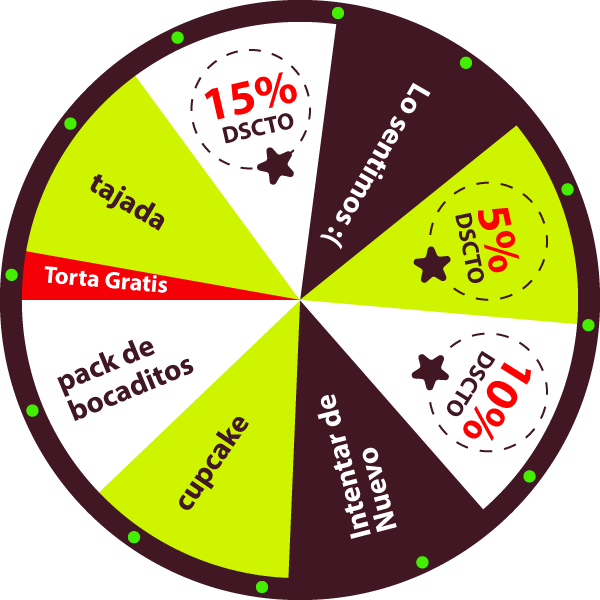 15%
DSCTO
Lo sentimos :(
5%
DSCTO
10%
DSCTO
Intentar de
Nuevo
cupcake
pack de
bocaditos
Torta Gratis
tajada